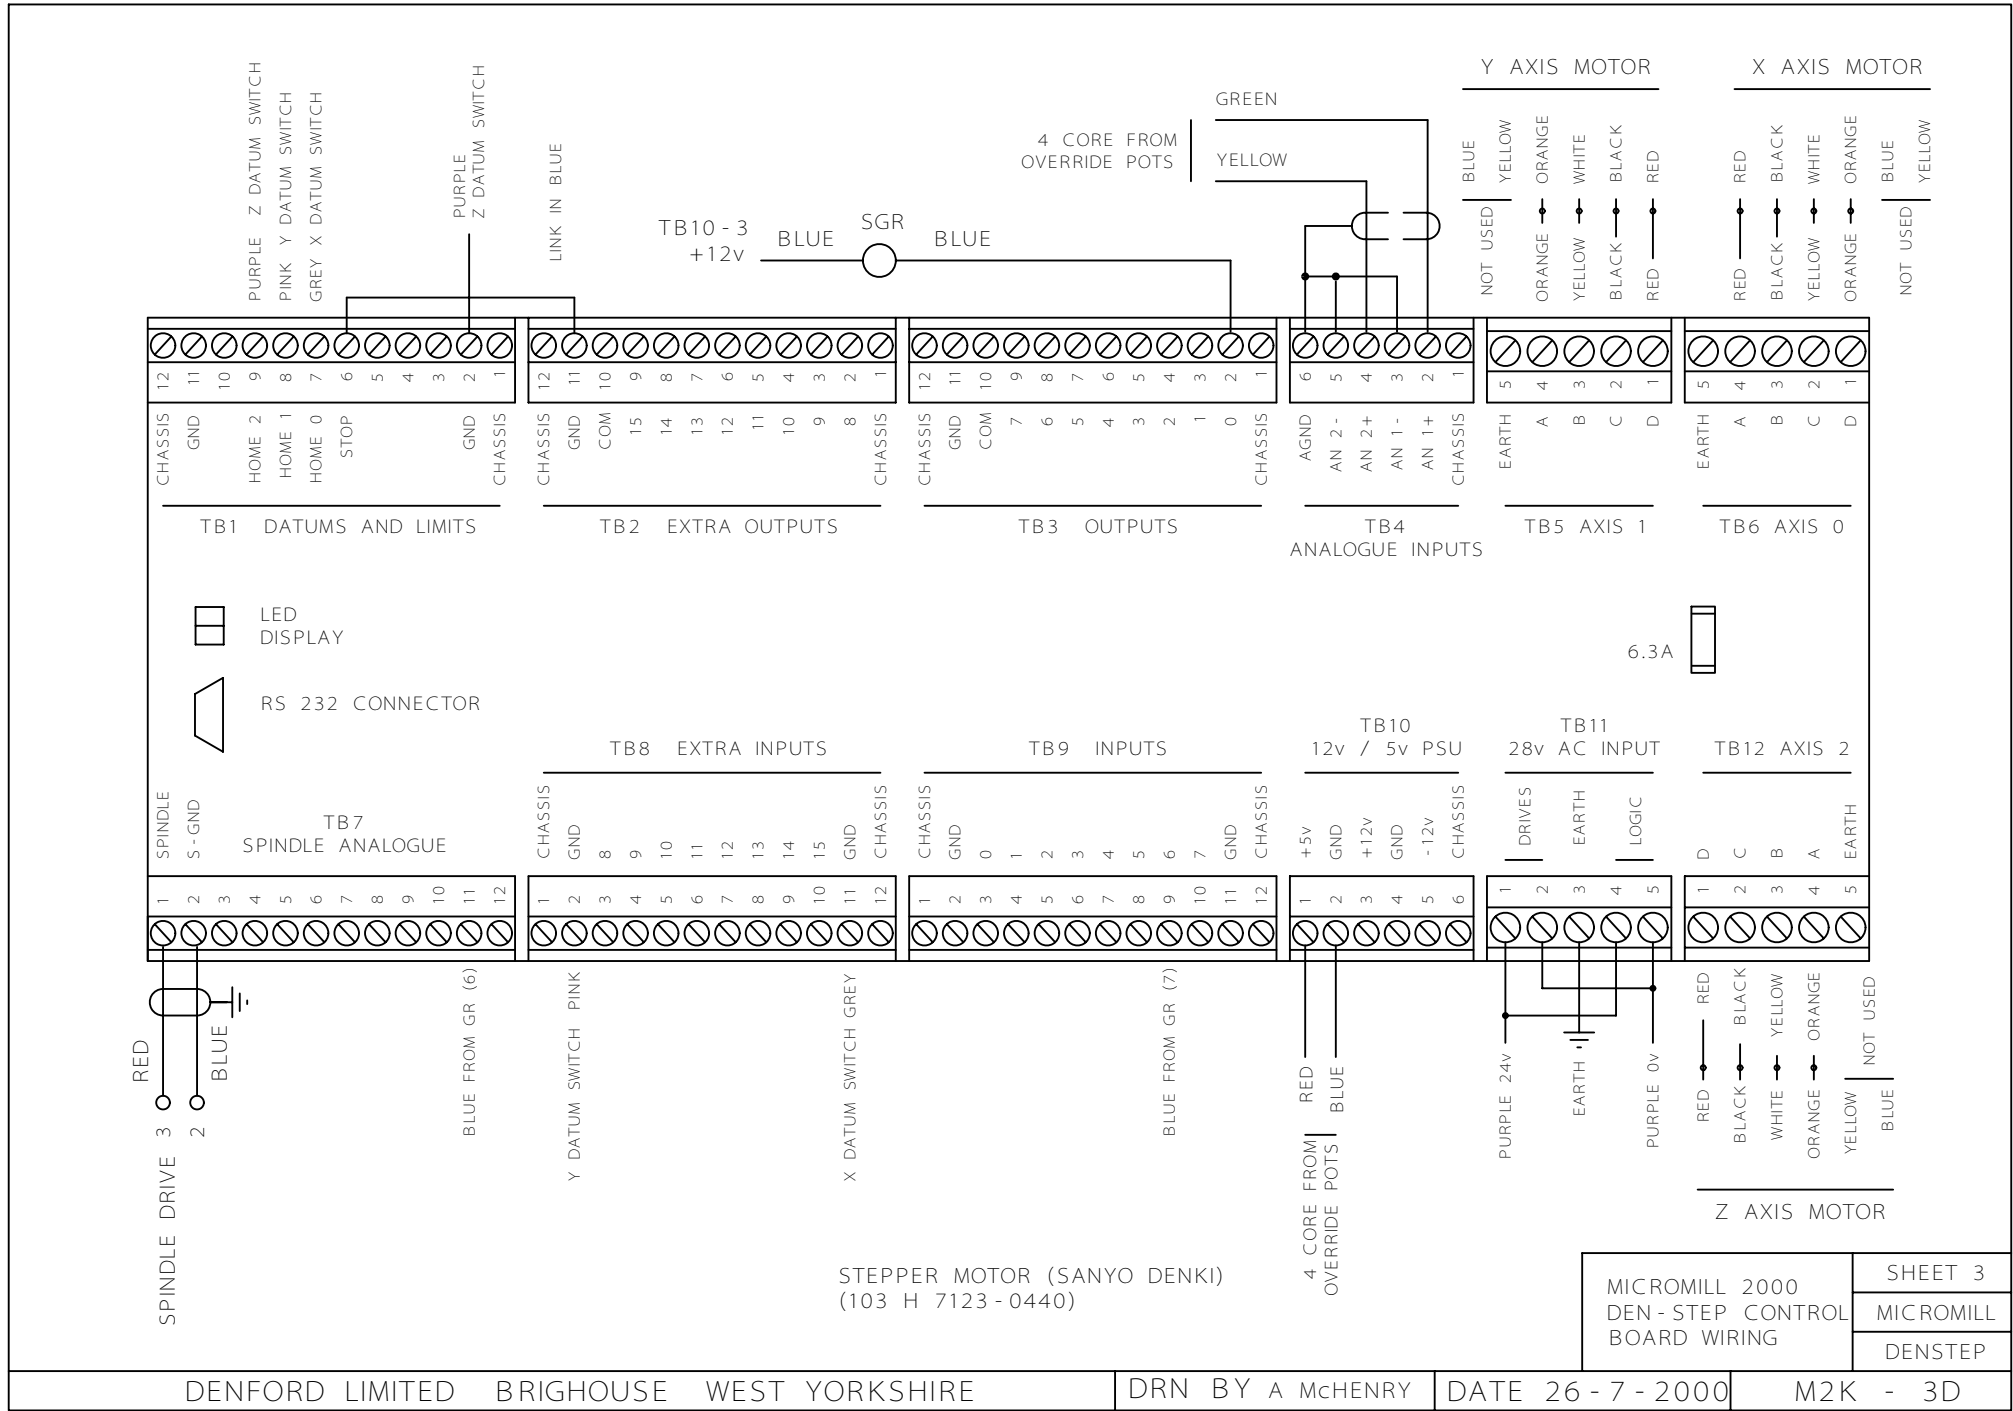 PURPLE Z DATUM SWITCH
PINK Y DATUM SWITCH
GREY X DATUM SWITCH
PURPLE
Z DATUM SWITCH
LINK IN BLUE
TB10 - 3
+12v
BLUE
SGR
BLUE
4 CORE FROM
OVERRIDE POTS
GREEN
YELLOW
Y AXIS MOTOR
BLUE
YELLOW
NOT USED
ORANGE ORANGE
YELLOW WHITE
BLACK BLACK
RED RED
X AXIS MOTOR
RED RED
BLACK BLACK
YELLOW WHITE
ORANGE ORANGE
BLUE
YELLOW
NOT USED
12 11 10 9 8 7 6 5 4 3 2 1
CHASSIS GND HOME 2 HOME 1 HOME 0 STOP GND CHASSIS
TB1 DATUMS AND LIMITS
12 11 10 9 8 7 6 5 4 3 2 1
CHASSIS GND COM 15 14 13 12 11 10 9 8 CHASSIS
TB2 EXTRA OUTPUTS
12 11 10 9 8 7 6 5 4 3 2 1
CHASSIS GND COM 7 6 5 4 3 2 1 0 CHASSIS
TB3 OUTPUTS
6 5 4 3 2 1
AGND AN 2 - AN 2+ AN 1 - AN 1+ CHASSIS
TB4
ANALOGUE INPUTS
5 4 3 2 1
EARTH A B C D
TB5 AXIS 1
5 4 3 2 1
EARTH A B C D
TB6 AXIS 0
LED
DISPLAY
RS 232 CONNECTOR
6.3A
TB7
SPINDLE ANALOGUE
SPINDLE S - GND
1 2 3 4 5 6 7 8 9 10 11 12
TB8 EXTRA INPUTS
CHASSIS GND 8 9 10 11 12 13 14 15 GND CHASSIS
1 2 3 4 5 6 7 8 9 10 11 12
TB9 INPUTS
CHASSIS GND 0 1 2 3 4 5 6 7 GND CHASSIS
1 2 3 4 5 6 7 8 9 10 11 12
TB10
12v / 5v PSU
+5v GND +12v GND -12v CHASSIS
1 2 3 4 5 6
TB11
28v AC INPUT
DRIVES EARTH LOGIC
1 2 3 4 5
TB12 AXIS 2
D C B A EARTH
1 2 3 4 5
RED
BLUE
3
2
SPINDLE DRIVE
BLUE FROM GR (6)
Y DATUM SWITCH PINK
X DATUM SWITCH GREY
BLUE FROM GR (7)
RED
BLUE
4 CORE FROM
OVERRIDE POTS
PURPLE 24v
EARTH
PURPLE 0v
RED RED
BLACK BLACK
WHITE YELLOW
ORANGE ORANGE
NOT USED
YELLOW
BLUE
Z AXIS MOTOR
STEPPER MOTOR (SANYO DENKI)
(103 H 7123 - 0440)
MICROMILL 2000
DEN - STEP CONTROL
BOARD WIRING
SHEET 3
MICROMILL
DENSTEP
DENFORD LIMITED BRIGHOUSE WEST YORKSHIRE
DRN BY A McHENRY
DATE 26 - 7 - 2000
M2K - 3D